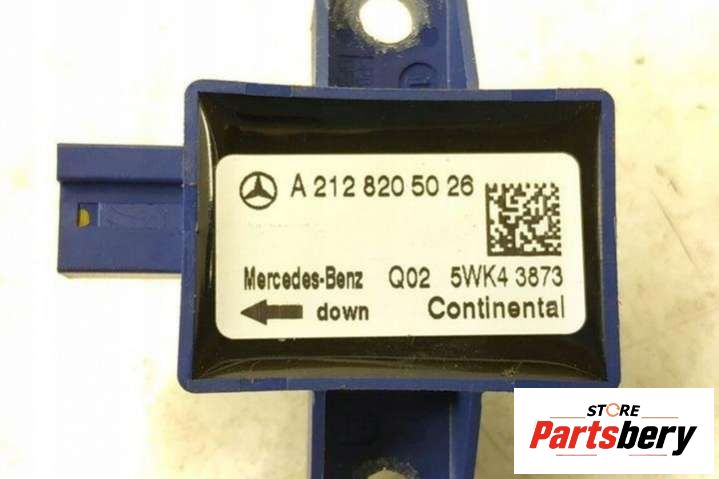 A 212 820 50 26
Mercedes-Benz Q02 5WK4 3873
down Continental
STORE
Partsbery